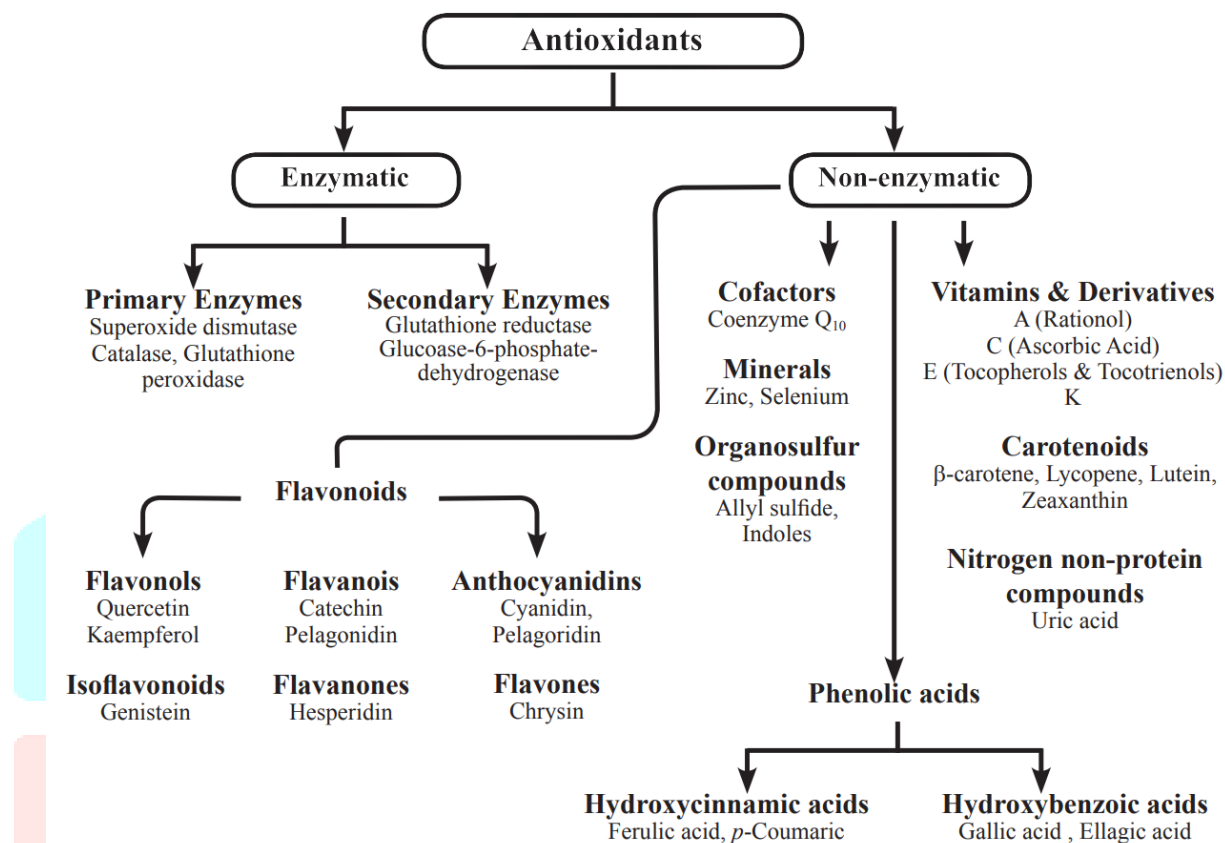 Antioxidants
Enzymatic
Non-enzymatic
Primary Enzymes
Superoxide dismutase
Catalase, Glutathione
peroxidase
Secondary Enzymes
Glutathione reductase
Glucoase-6-phosphate-
dehydrogenase
Cofactors
Coenzyme Q₁₀
Minerals
Zinc, Selenium
Organosulfur
compounds
Allyl sulfide,
Indoles
Vitamins & Derivatives
A (Rationol)
C (Ascorbic Acid)
E (Tocopherols & Tocotrienols)
K
Carotenoids
β-carotene, Lycopene, Lutein,
Zeaxanthin
Nitrogen non-protein
compounds
Uric acid
Flavonoids
Flavonols
Quercetin
Kaempferol
Flavanois
Catechin
Pelagonidin
Anthocyanidins
Cyanidin,
Pelagoridin
Isoflavonoids
Genistein
Flavanones
Hesperidin
Flavones
Chrysin
Phenolic acids
Hydroxycinnamic acids
Ferulic acid, p-Coumaric
Hydroxybenzoic acids
Gallic acid , Ellagic acid